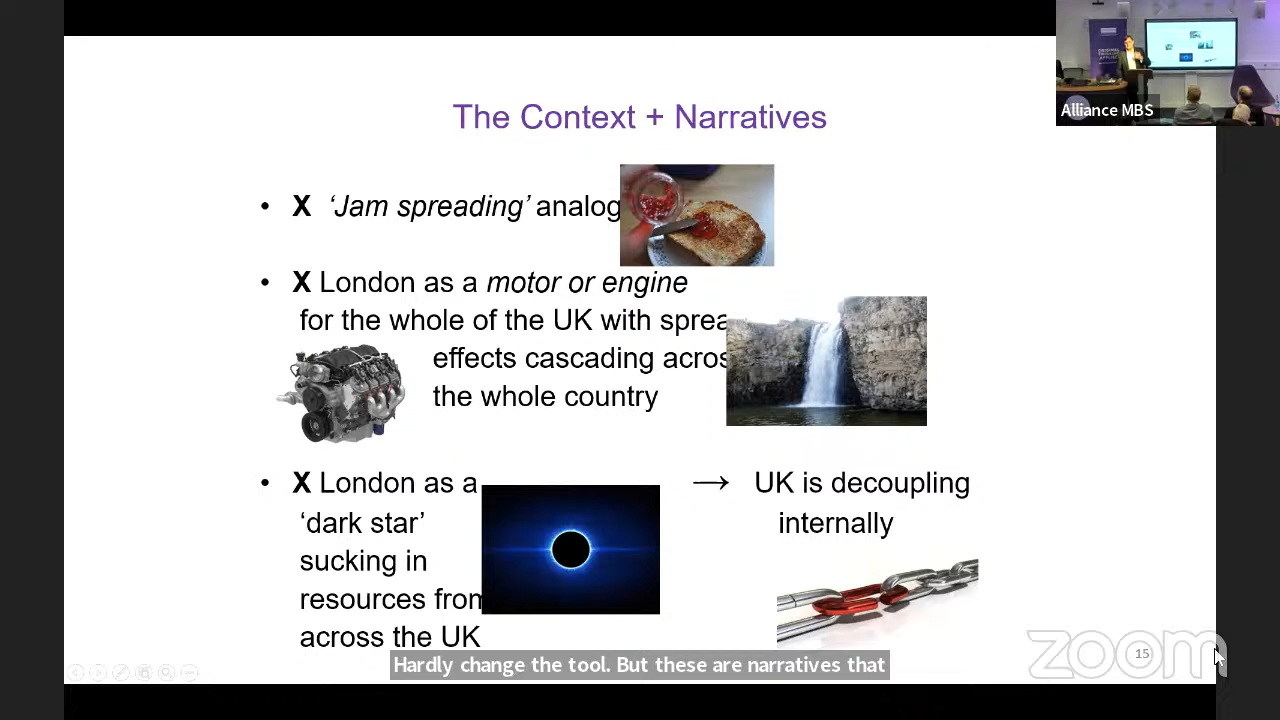 The Context + Narratives
• X 'Jam spreading' analog
• X London as a motor or engine
for the whole of the UK with sprea
effects cascading acros
the whole country
• X London as a
'dark star'
sucking in
resources from
across the UK
→ UK is decoupling
internally
Hardly change the tool. But these are narratives that
zoom
15
Alliance MBS